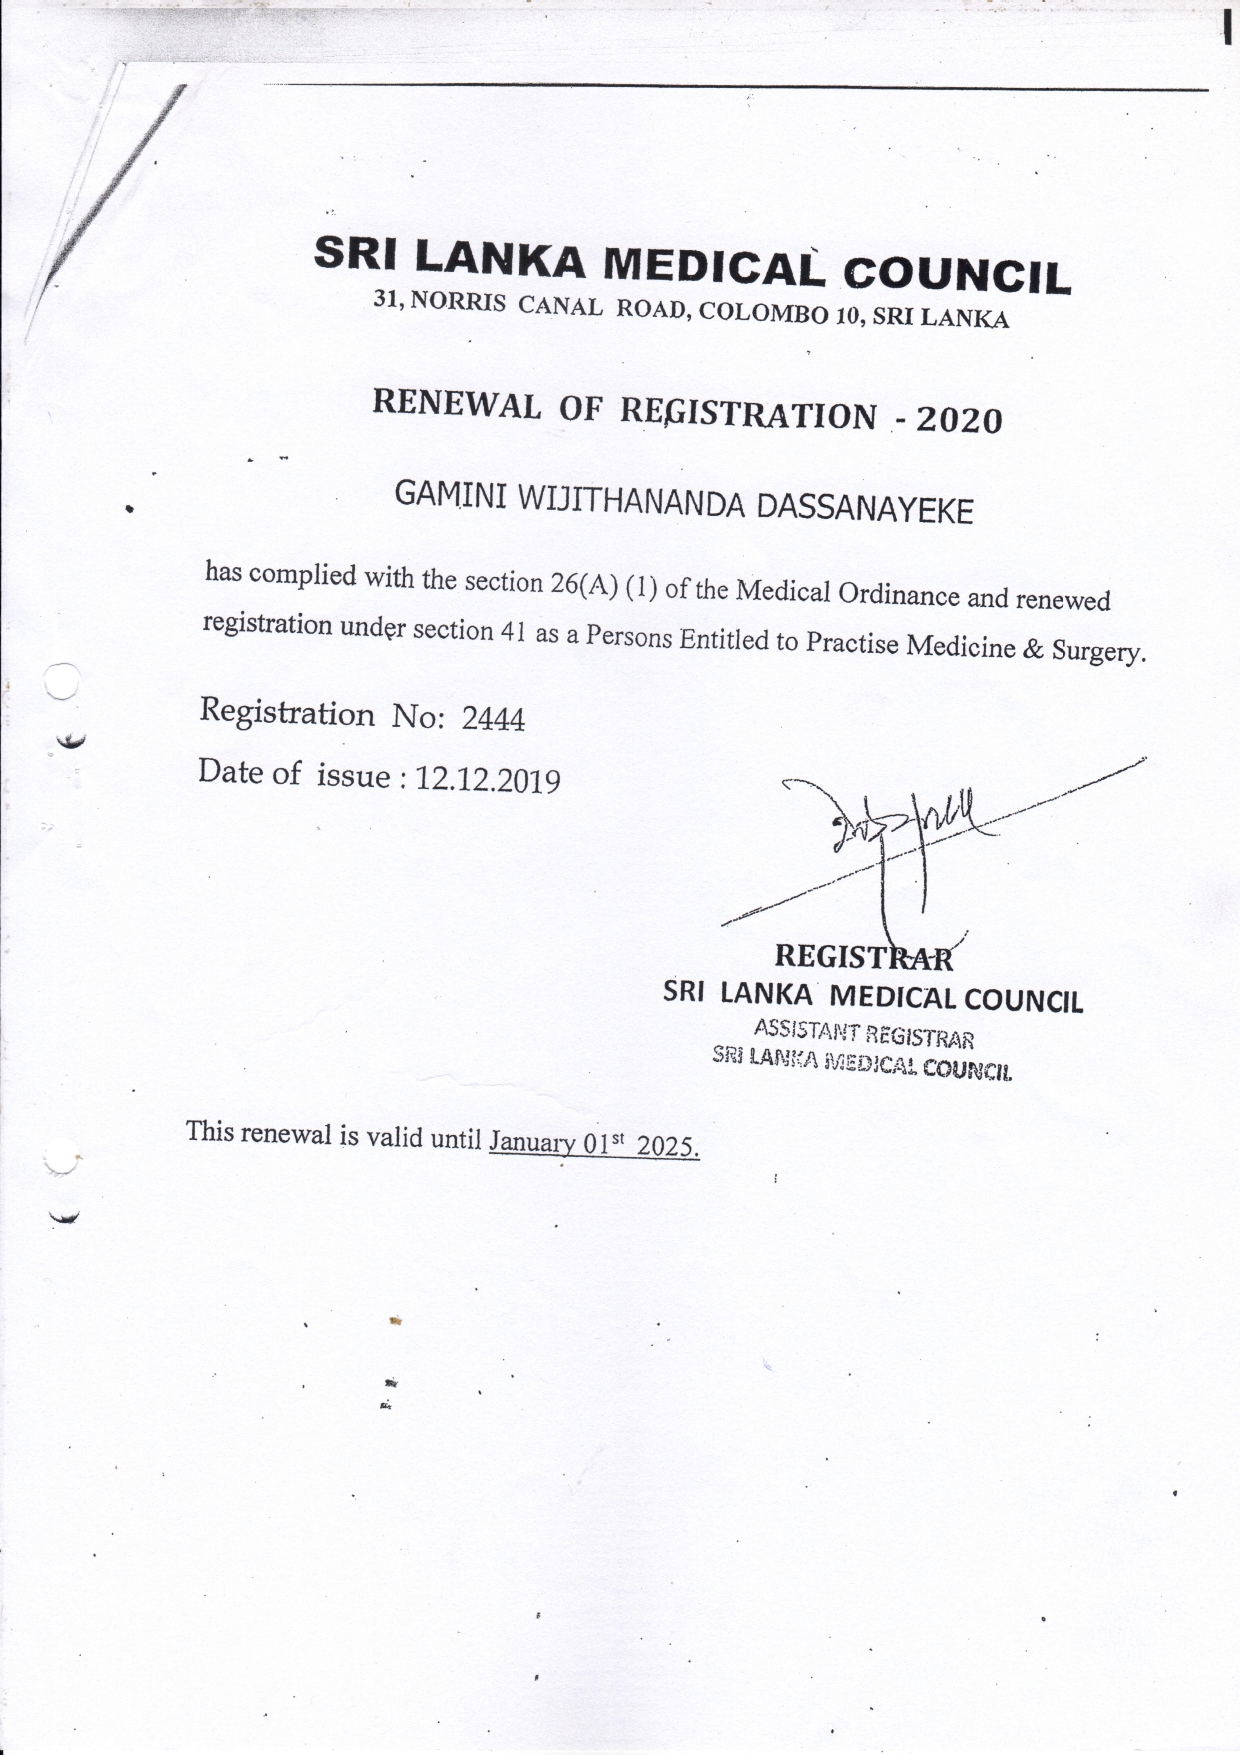 SRI LANKA MEDICAL COUNCIL
31, NORRIS CANAL ROAD, COLOMBO 10, SRI LANKA
RENEWAL OF REGISTRATION - 2020
GAMINI WIJITHANANDA DASSANAYEKE
has complied with the section 26(A) (1) of the Medical Ordinance and renewed
registration under section 41 as a Persons Entitled to Practise Medicine & Surgery.
Registration No: 2444
Date of issue : 12.12.2019
REGISTRAR
SRI LANKA MEDICAL COUNCIL
ASSISTANT REGISTRAR
SRI LANKA MEDICAL COUNCIL
This renewal is valid until January 01st 2025.